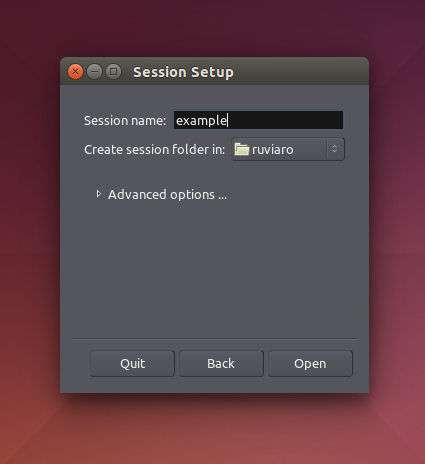 Session Setup
Session name: example
Create session folder in: ruviaro
Advanced options ...
Quit Back Open